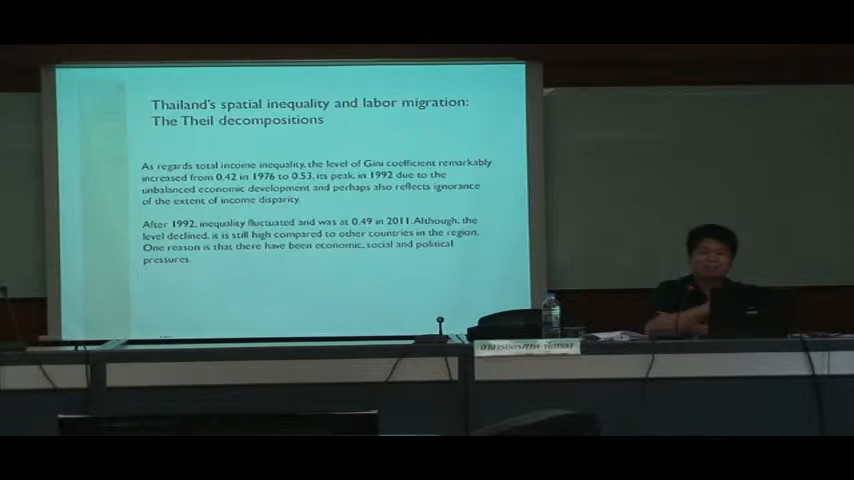 Thailand's spatial inequality and labor migration:
The Theil decompositions
As regards total income inequality, the level of Gini coefficient remarkably
increased from 0.42 in 1976 to 0.53, its peak, in 1992 due to the
unbalanced economic development and perhaps also reflects ignorance
of the extent of income disparity.
After 1992, inequality fluctuated and was at 0.49 in 2011. Although, the
level declined, it is still high compared to other countries in the region.
One reason is that there have been economic, social and political
pressures.